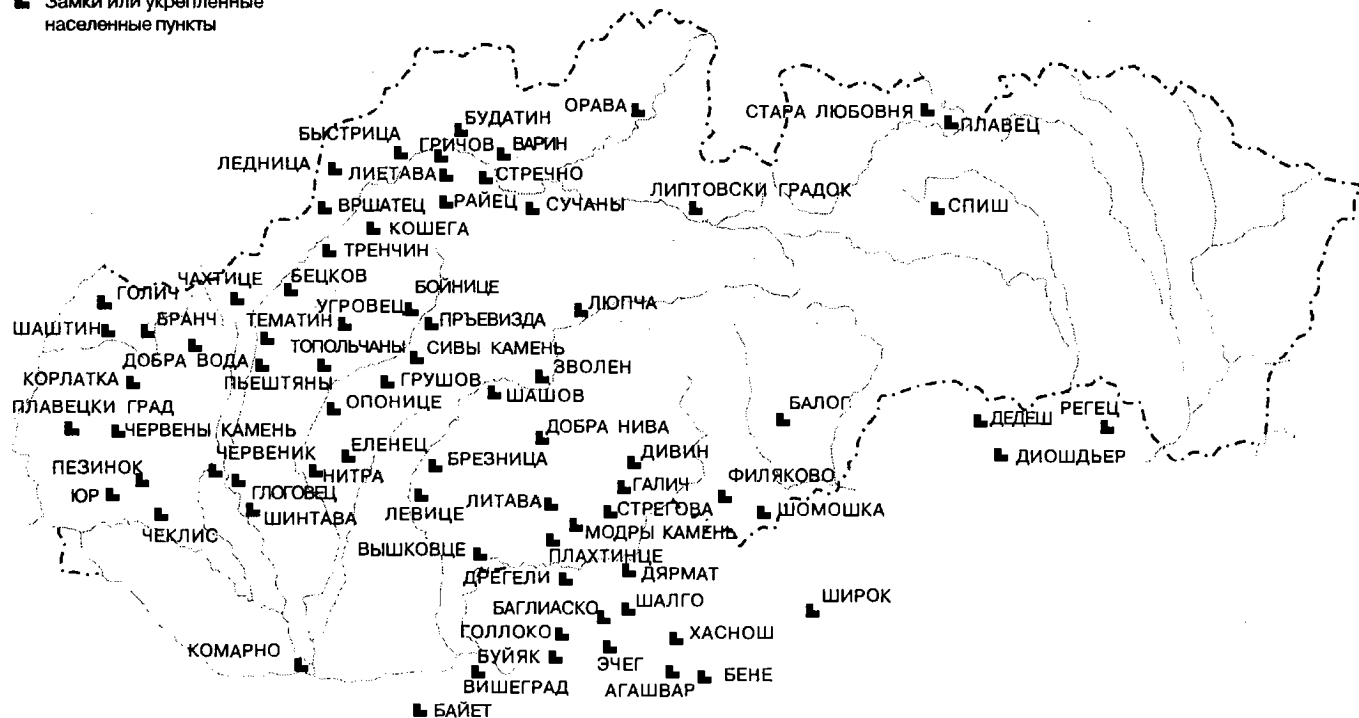 Замки или укрепленные
населенные пункты
ОРАВА
СТАРА ЛЮБОВНЯ
ПЛАВЕЦ
БУДАТИН
БЫСТРИЦА
ГРИЧОВ
ВАРИН
ЛЕДНИЦА
ЛИЕТАВА
СТРЕЧНО
ЛИПТОВСКИ ГРАДОК
ВРШАТЕЦ
РАЙЕЦ
СУЧАНЫ
СПИШ
КОШЕГА
ТРЕНЧИН
ЧАХТИЦЕ
БЕЦКОВ
БОЙНИЦЕ
ГОЛИЧ
УГРОВЕЦ
ЛЮПЧА
ШАШТИН
БРАНЧ
ТЕМАТИН
ПРЪЕВИЗДА
ДОБРА ВОДА
ТОПОЛЬЧАНЫ
СИВЫ КАМЕНЬ
ЗВОЛЕН
КОРЛАТКА
ПЬЕШТЯНЫ
ГРУШОВ
ШАШОВ
ПЛАВЕЦКИ ГРАД
ОПОНИЦЕ
БАЛОГ
РЕГЕЦ
ДЕДЕШ
ЧЕРВЕНЫ КАМЕНЬ
ДОБРА НИВА
ЕЛЕНЕЦ
ЧЕРВЕНИК
БРЕЗНИЦА
ДИВИН
ДИОШДЬЕР
ПЕЗИНОК
НИТРА
ФИЛЯКОВО
ЮР
ГЛОГОВЕЦ
ГАЛИЧ
ЛИТАВА
СТРЕГОВА
ШОМОШКА
ШИНТАВА
ЛЕВИЦЕ
ЧЕКЛИС
МОДРЫ КАМЕНЬ
ВЫШКОВЦЕ
ПЛАХТИНЦЕ
ДРЕГЕЛИ
ДЯРМАТ
ШИРОК
БАГЛИАСКО
ШАЛГО
ГОЛЛОКО
ХАСНОШ
КОМАРНО
БУЙЯК
ЭЧЕГ
БЕНЕ
ВИШЕГРАД
АГАШВАР
БАЙЕТ